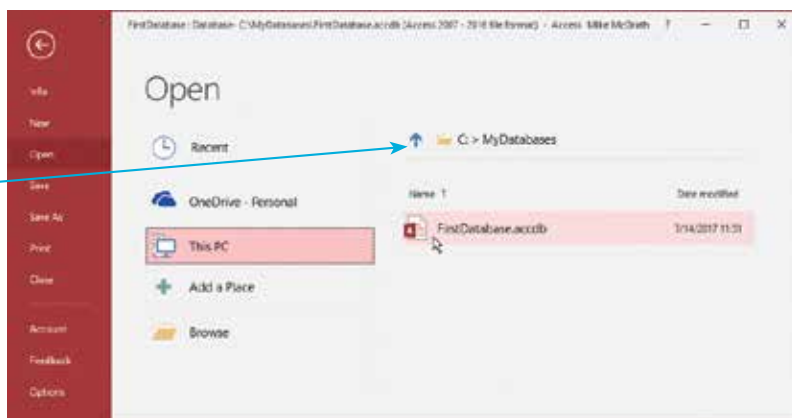 FirstDatabase : Database- C:\MyDatabases\FirstDatabase.accdb (Access 2007 - 2016 file format) - Access Mike McGrath ?
Info
New
Open
Save
Save As
Print
Close
Account
Feedback
Options
Open
Recent
OneDrive - Personal
This PC
Add a Place
Browse
C: > MyDatabases
Name ↑
Date modified
FirstDatabase.accdb
7/14/2017 11:31